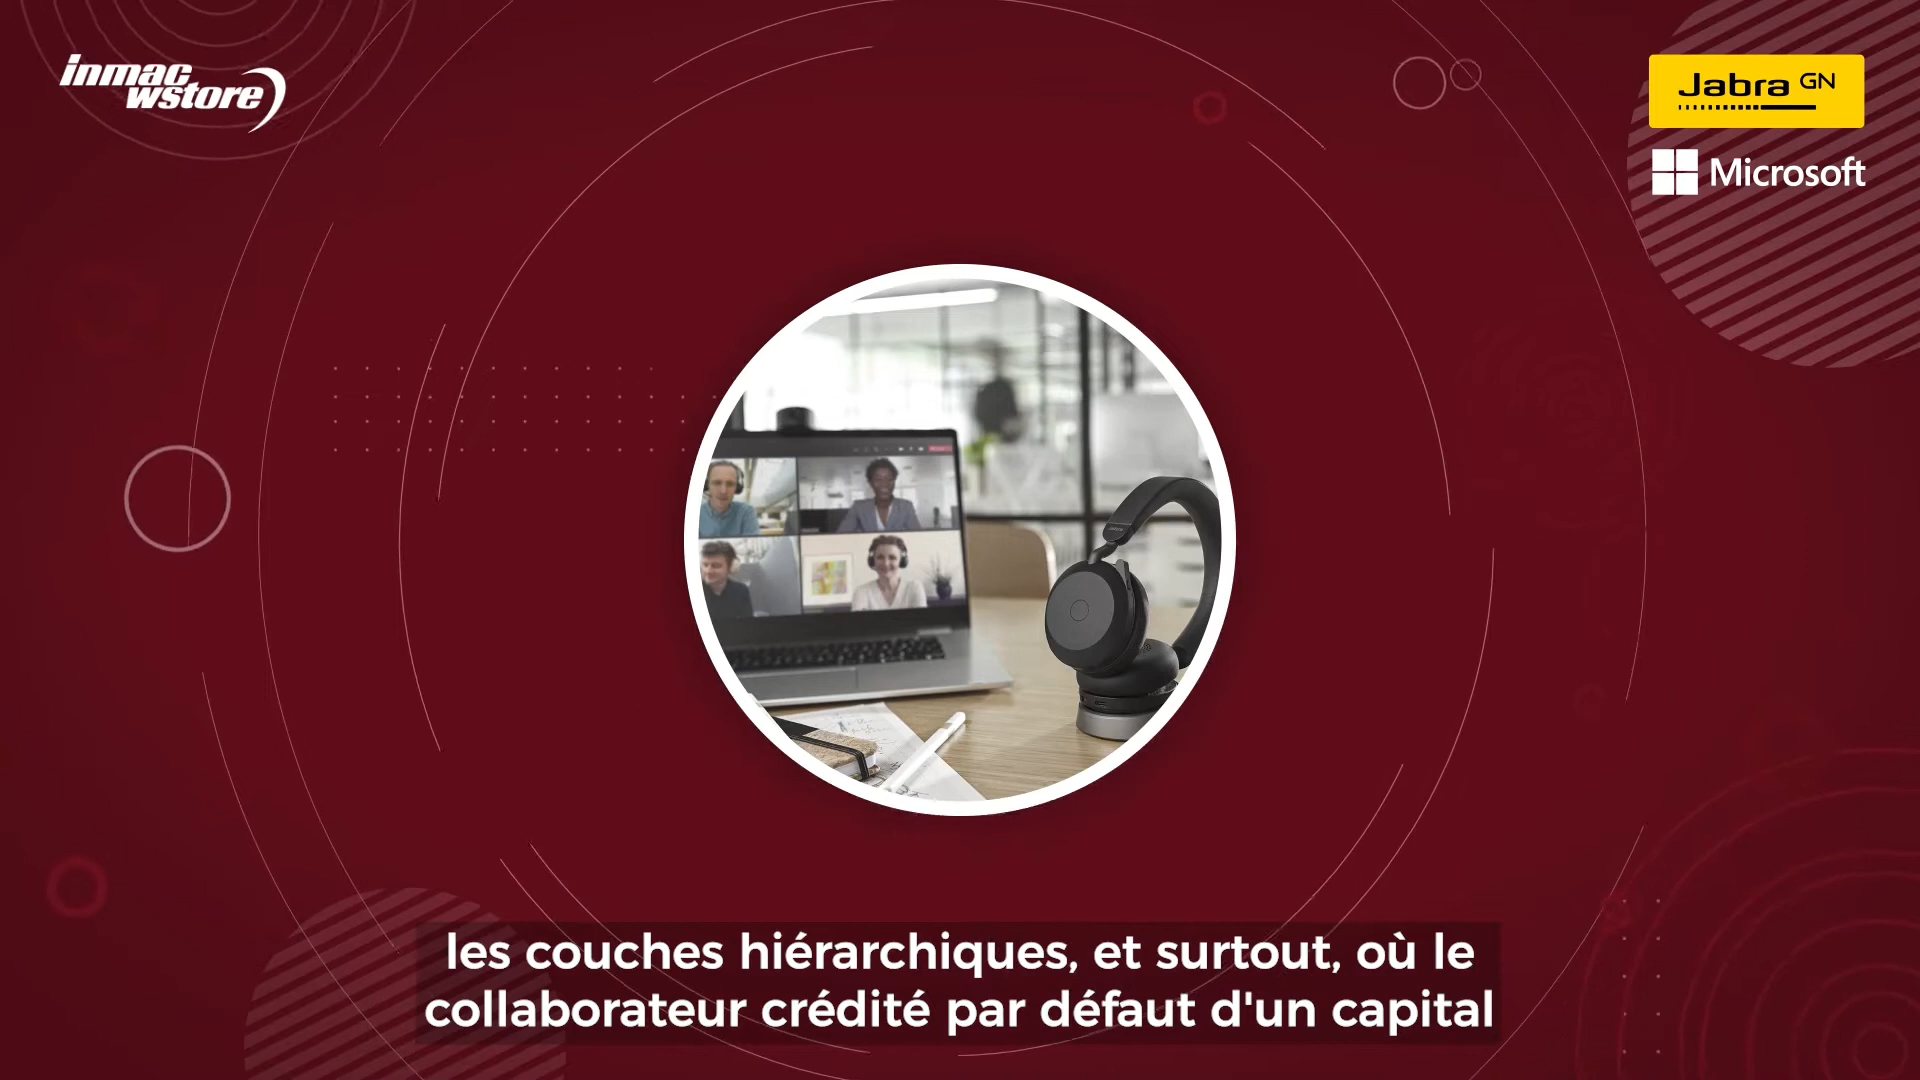 inmac
wstore
Jabra GN
Microsoft
les couches hiérarchiques, et surtout, où le
collaborateur crédité par défaut d'un capital